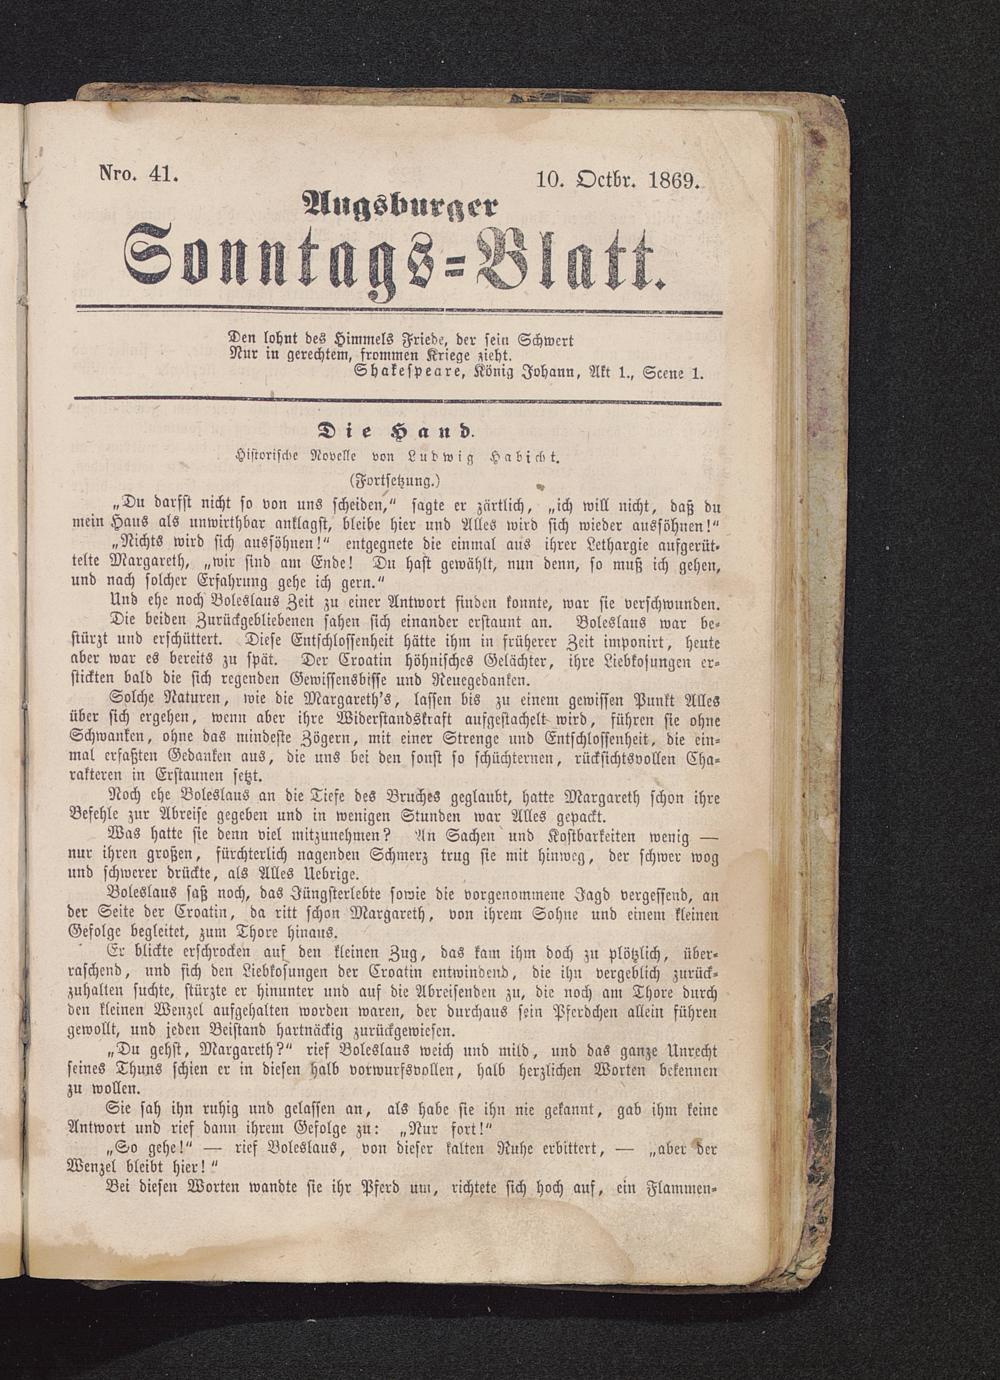 Nro. 41.
10. Octbr. 1869.
Augsburger
Sonntags=Blatt.
Den lohnt des Himmels Friede, der sein Schwert
Nur in gerechtem, frommen Kriege zieht.
Shakespeare, König Johann, Akt 1., Scene 1.
Die Hand.
Historische Novelle von Ludwig Habicht.
(Fortsetzung.)
„Du darfst nicht so von uns scheiden,“ sagte er zärtlich, „ich will nicht, daß du
mein Haus als unwirthbar anklagst, bleibe hier und Alles wird sich wieder aussöhnen!“
„Nichts wird sich aussöhnen!“ entgegnete die einmal aus ihrer Lethargie aufgerüt-
telte Margareth, „wir sind am Ende! Du hast gewählt, nun denn, so muß ich gehen,
und nach solcher Erfahrung gehe ich gern.“
Und ehe noch Boleslaus Zeit zu einer Antwort finden konnte, war sie verschwunden.
Die beiden Zurückgebliebenen sahen sich einander erstaunt an. Boleslaus war be-
stürzt und erschüttert. Diese Entschlossenheit hätte ihm in früherer Zeit imponirt, heute
aber war es bereits zu spät. Der Croatin höhnisches Gelächter, ihre Liebkosungen er-
stickten bald die sich regenden Gewissensbisse und Reuegedanken.
Solche Naturen, wie die Margareth's, lassen bis zu einem gewissen Punkt Alles
über sich ergehen, wenn aber ihre Widerstandskraft aufgestachelt wird, führen sie ohne
Schwanken, ohne das mindeste Zögern, mit einer Strenge und Entschlossenheit, die ein-
mal erfaßten Gedanken aus, die uns bei den sonst so schüchternen, rücksichtsvollen Cha-
rakteren in Erstaunen setzt.
Noch ehe Boleslaus an die Tiefe des Bruches geglaubt, hatte Margareth schon ihre
Befehle zur Abreise gegeben und in wenigen Stunden war Alles gepackt.
Was hatte sie denn viel mitzunehmen? An Sachen und Kostbarkeiten wenig —
nur ihren großen, fürchterlich nagenden Schmerz trug sie mit hinweg, der schwer wog
und schwerer drückte, als Alles Uebrige.
Boleslaus saß noch, das Jüngsterlebte sowie die vorgenommene Jagd vergessend, an
der Seite der Croatin, da ritt schon Margareth, von ihrem Sohne und einem kleinen
Gefolge begleitet, zum Thore hinaus.
Er blickte erschrocken auf den kleinen Zug, das kam ihm doch zu plötzlich, über-
raschend, und sich den Liebkosungen der Croatin entwindend, die ihn vergeblich zurück-
zuhalten suchte, stürzte er hinunter und auf die Abreisenden zu, die noch am Thore durch
den kleinen Wenzel aufgehalten worden waren, der durchaus sein Pferdchen allein führen
gewollt, und jeden Beistand hartnäckig zurückgewiesen.
„Du gehst, Margareth?“ rief Boleslaus weich und mild, und das ganze Unrecht
seines Thuns schien er in diesen halb vorwurfsvollen, halb herzlichen Worten bekennen
zu wollen.
Sie sah ihn ruhig und gelassen an, als habe sie ihn nie gekannt, gab ihm keine
Antwort und rief dann ihrem Gefolge zu: „Nur fort!“
„So gehe!“ — rief Boleslaus, von dieser kalten Ruhe erbittert, — „aber der
Wenzel bleibt hier!“
Bei diesen Worten wandte sie ihr Pferd um, richtete sich hoch auf, ein Flammen-